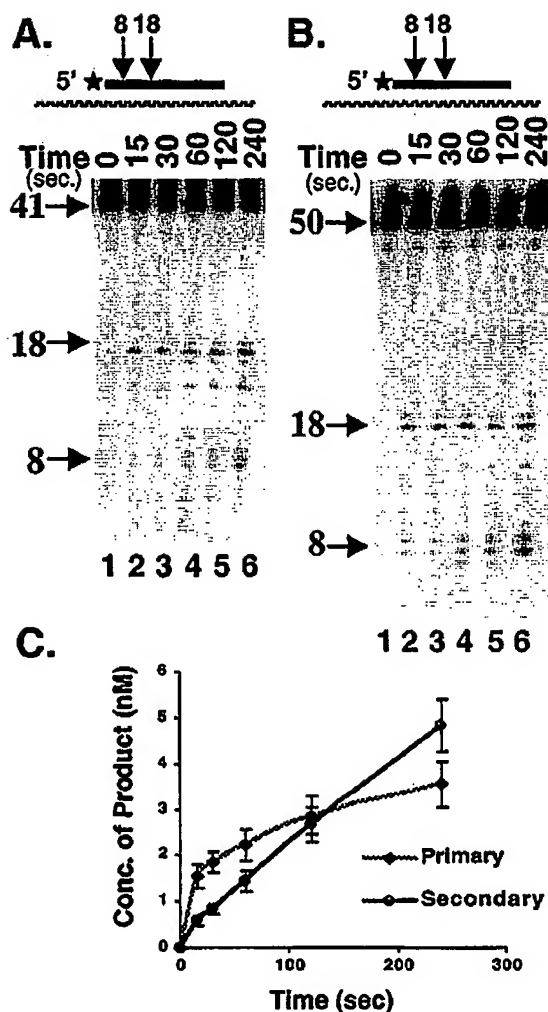 A.
8 18
5'
Time 0 15 30 60 120 240
(sec.)
41
18
8
1 2 3 4 5 6
B.
8 18
5'
Time 0 15 30 60 120 240
(sec.)
50
18
8
1 2 3 4 5 6
C.
Conc. of Product (nM)
6
5
4
3
2
1
0
0 100 200 300
Time (sec)
Primary
Secondary